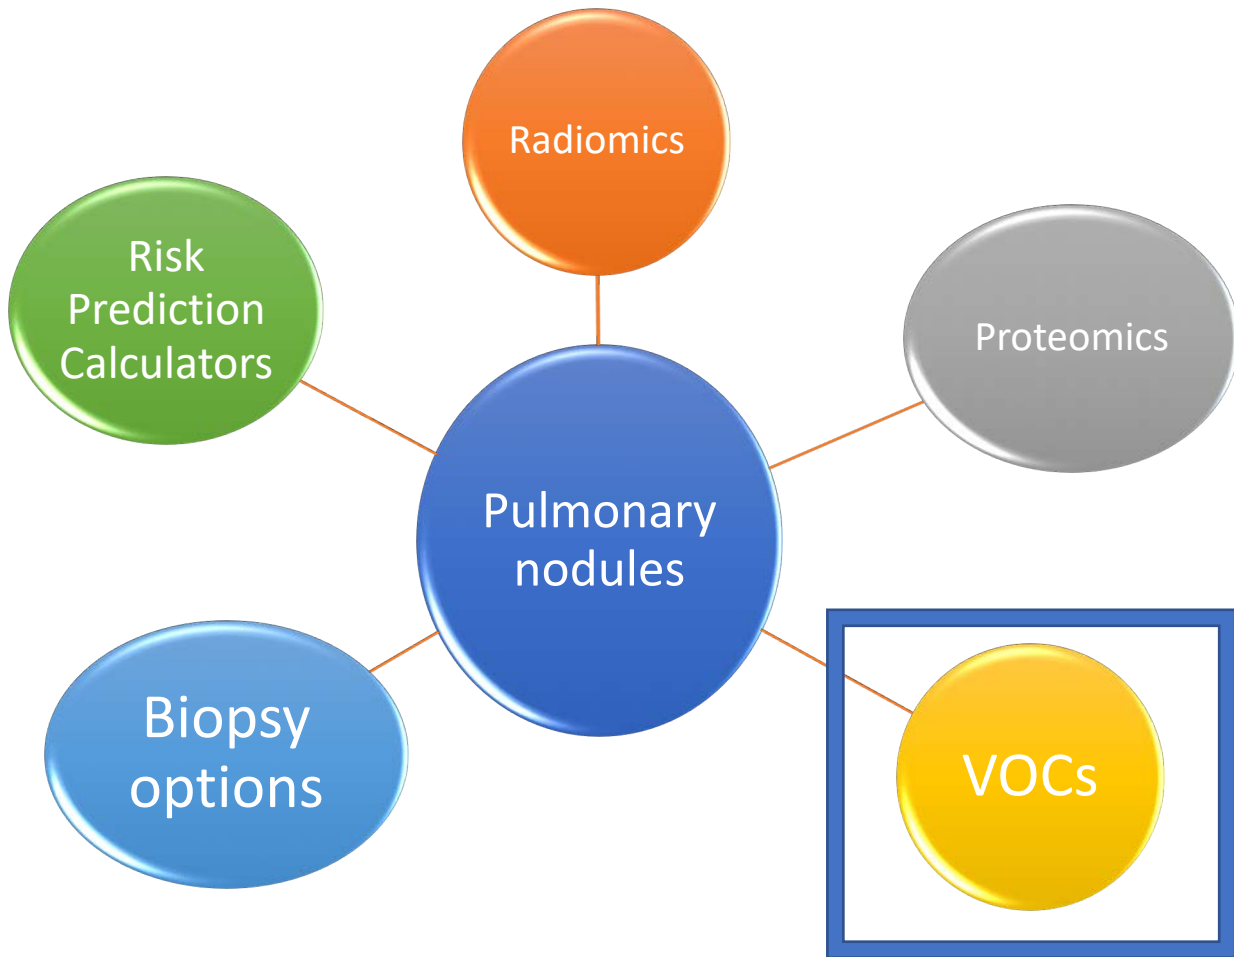 Radiomics
Risk
Prediction
Calculators
Proteomics
Pulmonary
nodules
Biopsy
options
VOCs